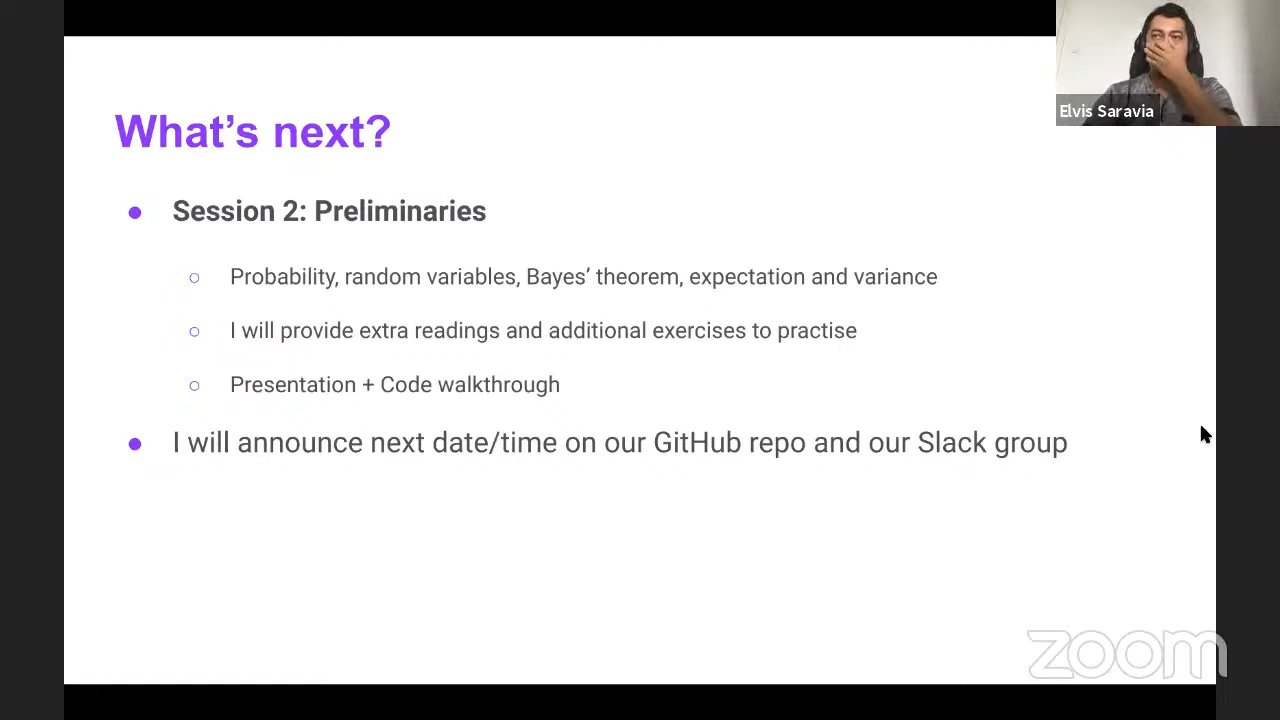 What's next?
Elvis Saravia
● Session 2: Preliminaries
○ Probability, random variables, Bayes’ theorem, expectation and variance
○ I will provide extra readings and additional exercises to practise
○ Presentation + Code walkthrough
● I will announce next date/time on our GitHub repo and our Slack group
zoom